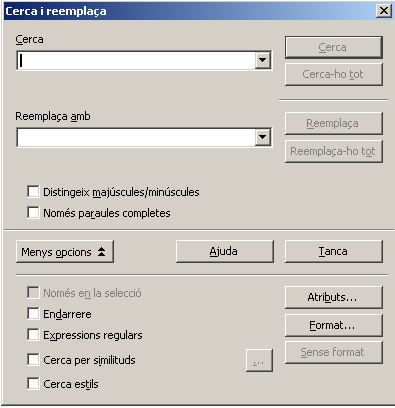 Cerca i reemplaça
Cerca
Cerca
Cerca-ho tot
Reemplaça amb
Reemplaça
Reemplaça-ho tot
Distingeix majúscules/minúscules
Només paraules completes
Menys opcions
Ajuda
Tanca
Només en la selecció
Atributs...
Endarrere
Format...
Expressions regulars
Sense format
Cerca per similituds
...
Cerca estils